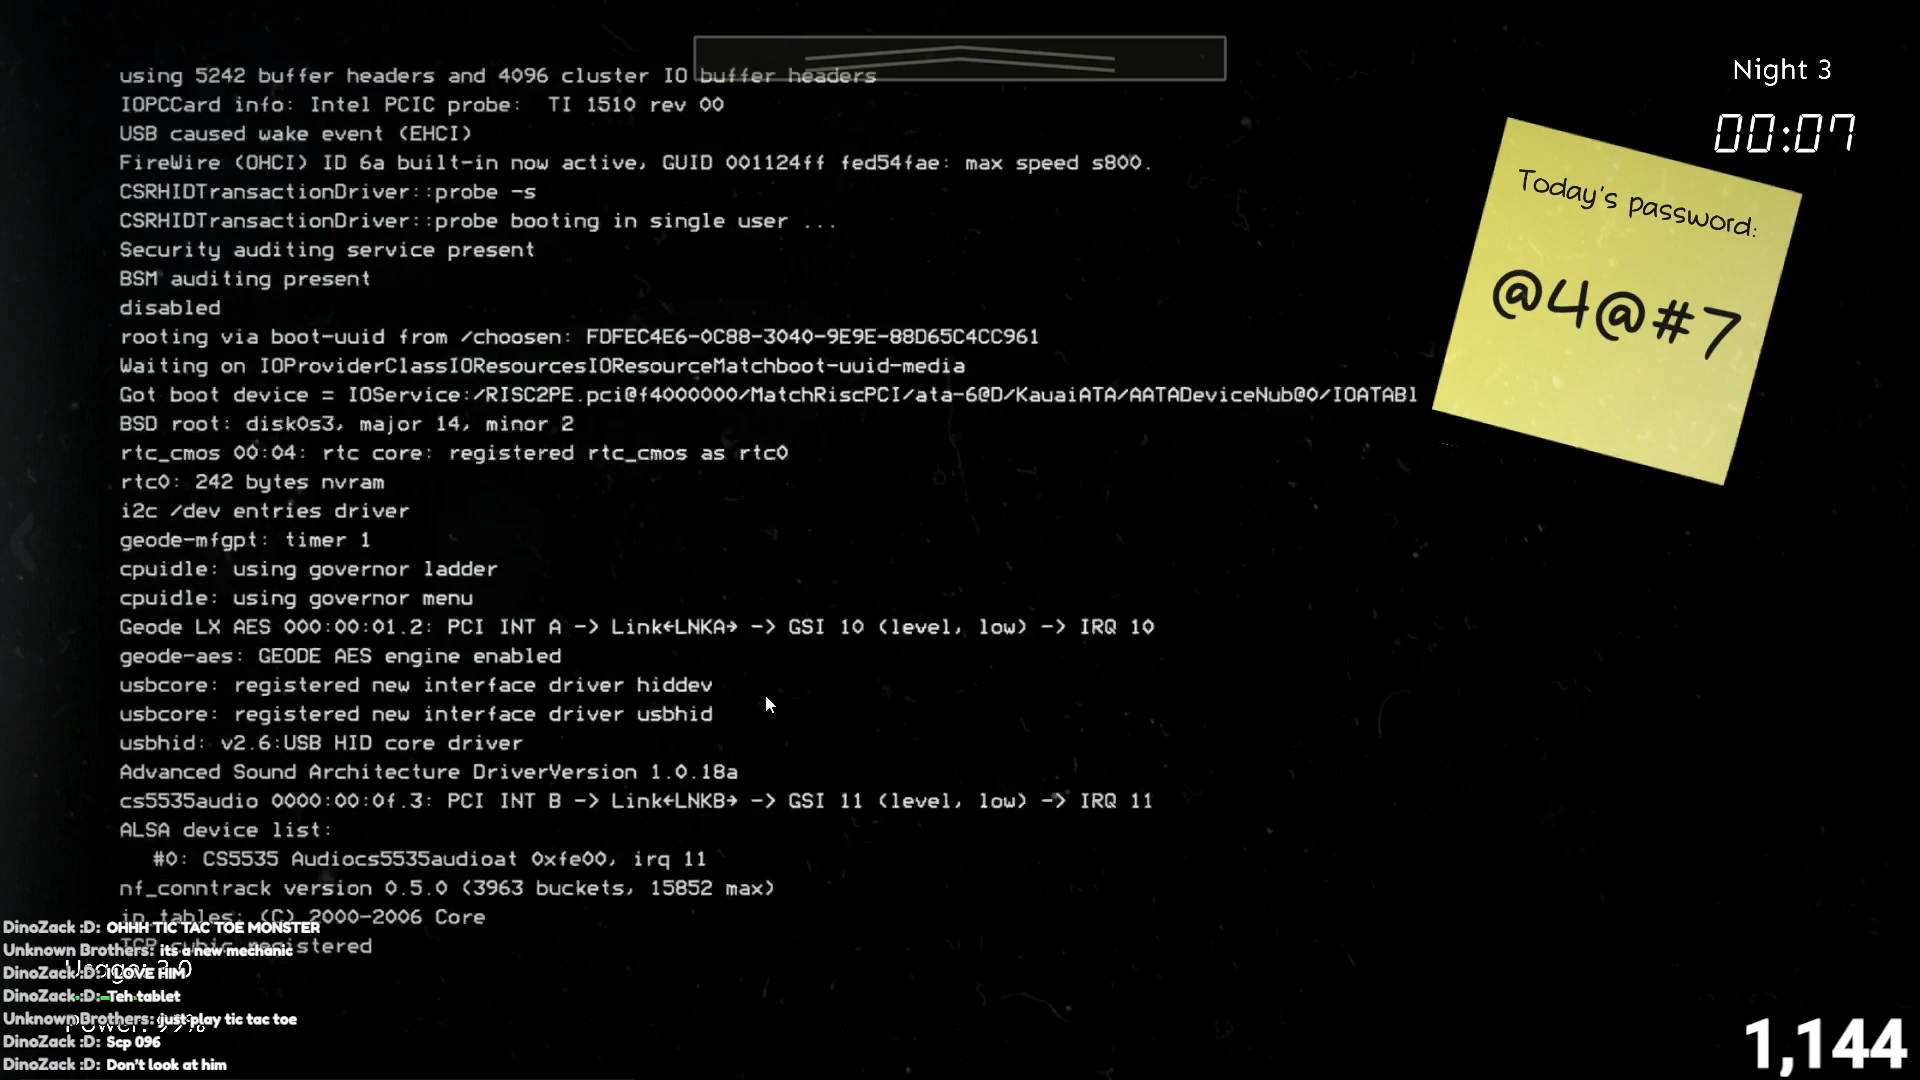 using 5242 buffer headers and 4096 cluster IO buffer headers
IOPCCard info: Intel PCIC probe: TI 1510 rev 00
USB caused wake event (EHCI)
FireWire (OHCI) ID 6a built-in now active, GUID 001124ff fed54fae: max speed s800.
CSRHIDTransactionDriver::probe -s
CSRHIDTransactionDriver::probe booting in single user ...
Security auditing service present
BSM auditing present
disabled
rooting via boot-uuid from /choosen: FDFEC4E6-0C88-3040-9E9E-88D65C4CC961
Waiting on IOProviderClassIOResourcesIOResourceMatchboot-uuid-media
Got boot device = IOService:/RISC2PE.pci@f4000000/MatchRiscPCI/ata-6@D/KauaiATA/AATADeviceNub@0/IOATABl
BSD root: disk0s3, major 14, minor 2
rtc_cmos 00:04: rtc core: registered rtc_cmos as rtc0
rtc0: 242 bytes nvram
i2c /dev entries driver
geode-mfgpt: timer 1
cpuidle: using governor ladder
cpuidle: using governor menu
Geode LX AES 000:00:01.2: PCI INT A -> Link←LNKA→ -> GSI 10 (level, low) -> IRQ 10
geode-aes: GEODE AES engine enabled
usbcore: registered new interface driver hiddev
usbcore: registered new interface driver usbhid
usbhid: v2.6:USB HID core driver
Advanced Sound Architecture DriverVersion 1.0.18a
cs5535audio 0000:00:0f.3: PCI INT B -> Link←LNKB→ -> GSI 11 (level, low) -> IRQ 11
ALSA device list:
#0: CS5535 Audiocs5535audioat 0xfe00, irq 11
nf_conntrack version 0.5.0 (3963 buckets, 15852 max)
ip_tables: (C) 2000-2006 Core
TCP cubic registered
Night 3
00:07
Today's password:
@4@#7
DinoZack :D: OHHH TIC TAC TOE MONSTER
Unknown Brothers: its a new mechanic
DinoZack :D: I LOVE HIM
DinoZack :D: Teh tablet
Unknown Brothers: just play tic tac toe
DinoZack :D: Scp 096
DinoZack :D: Don't look at him
1,144